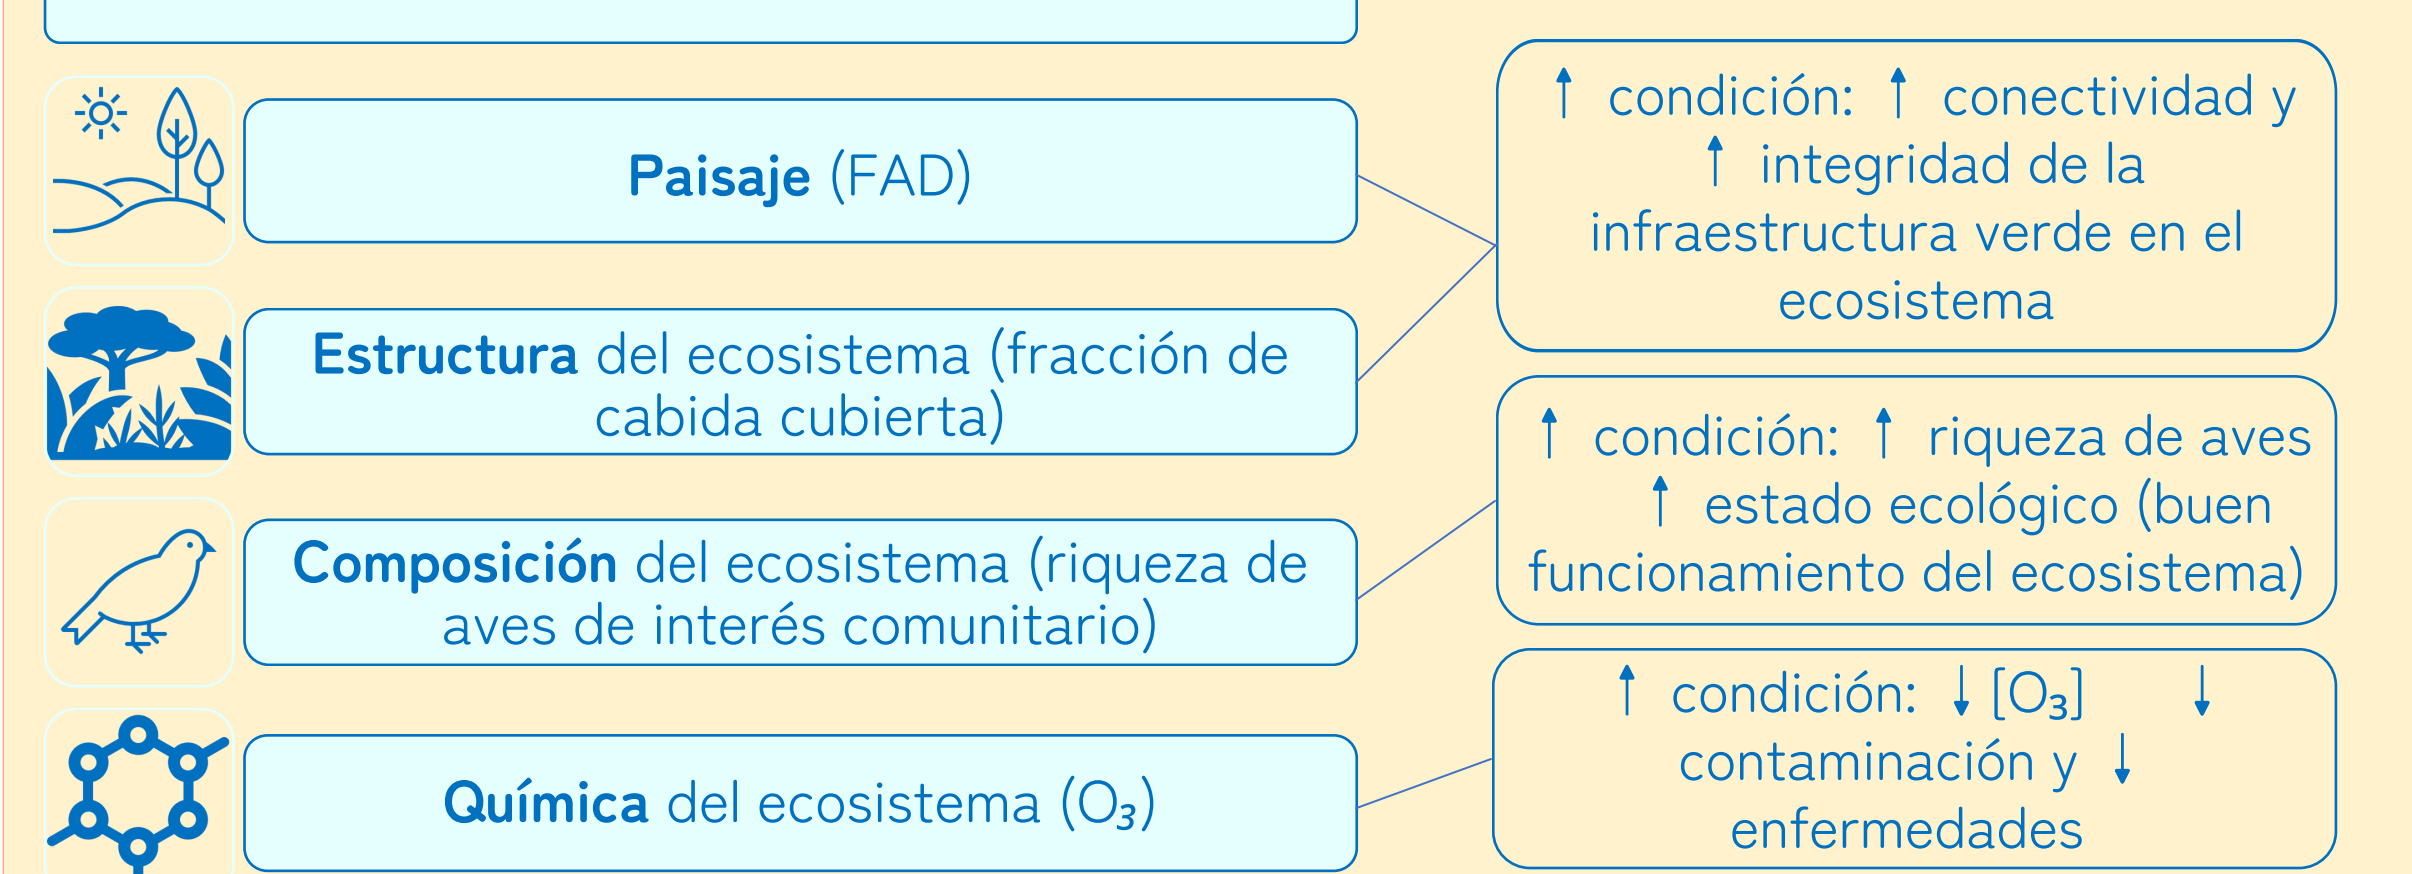 Paisaje (FAD)
Estructura del ecosistema (fracción de
cabida cubierta)
Composición del ecosistema (riqueza de
aves de interés comunitario)
Química del ecosistema (O₃)
↑ condición: ↑ conectividad y
↑ integridad de la
infraestructura verde en el
ecosistema
↑ condición: ↑ riqueza de aves
↑ estado ecológico (buen
funcionamiento del ecosistema)
↑ condición: ↓ [O₃] ↓
contaminación y ↓
enfermedades